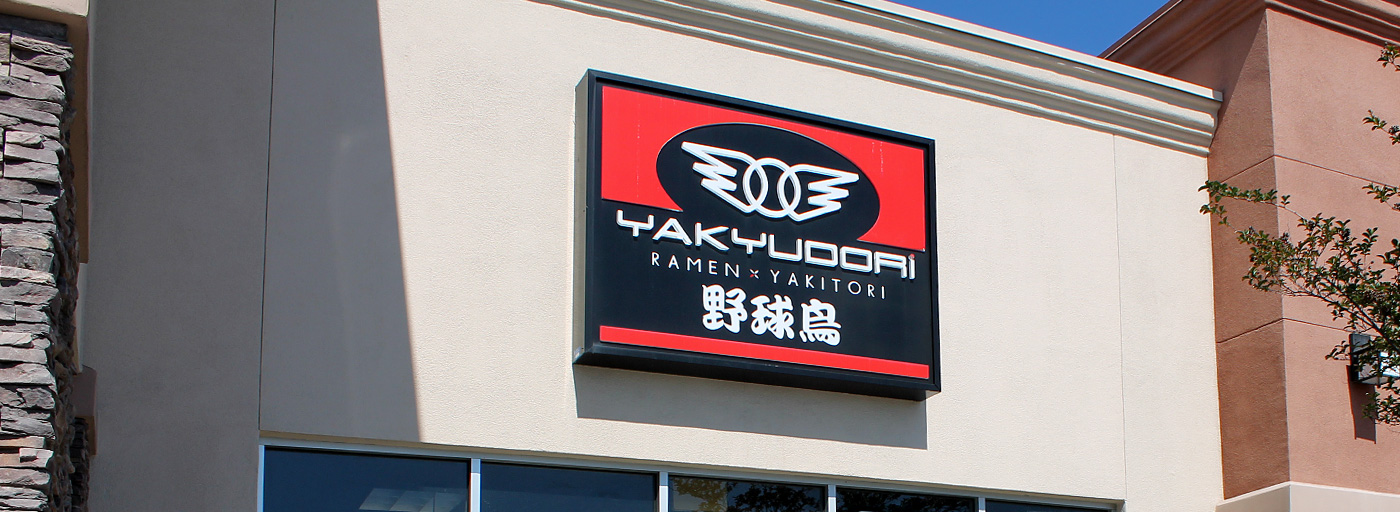 YAKYUDORI
RAMEN × YAKITORI
野球鳥